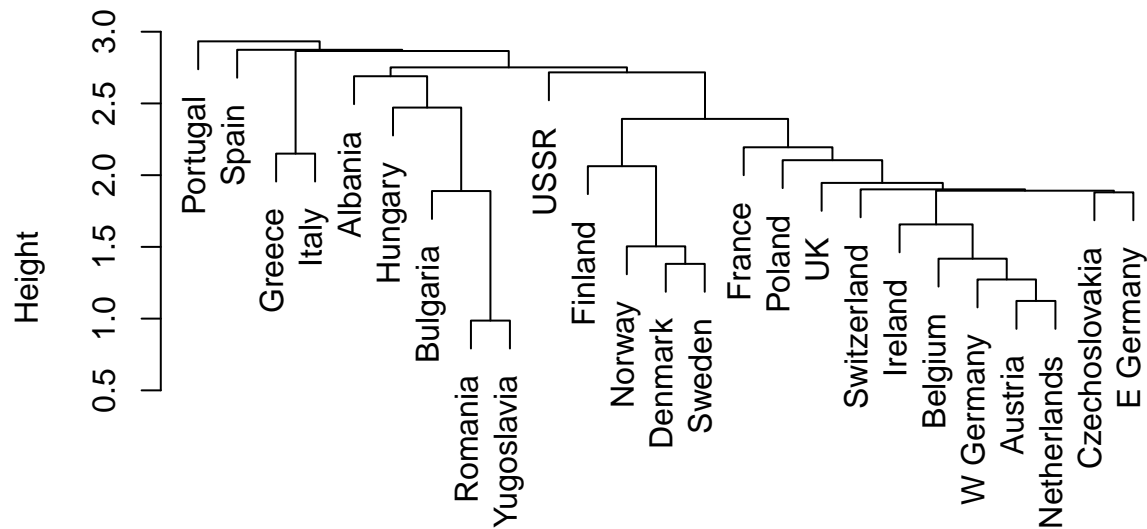 Height
3.0
2.5
2.0
1.5
1.0
0.5
Portugal
Spain
Greece
Italy
Albania
Hungary
Bulgaria
Romania
Yugoslavia
USSR
Finland
Norway
Denmark
Sweden
France
Poland
UK
Switzerland
Ireland
Belgium
W Germany
Austria
Netherlands
Czechoslovakia
E Germany